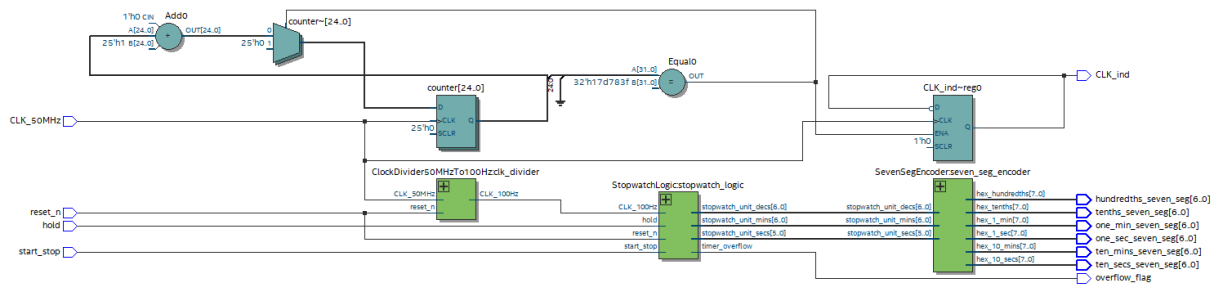 Add0
1'h0 CIN
A[24..0]
25'h1 B[24..0]
+
OUT[24..0]
counter~[24..0]
0
25'h0 1
Equal0
A[31..0]
32'h17d783f B[31..0]
=
OUT
24:0
counter[24..0]
D
CLK
25'h0 SCLR
Q
CLK_50MHz
CLK_ind~reg0
D
CLK
ENA
1'h0 SCLR
Q
CLK_ind
ClockDivider50MHzTo100Hz:clk_divider
CLK_50MHz
reset_n
CLK_100Hz
reset_n
hold
start_stop
StopwatchLogic:stopwatch_logic
CLK_100Hz
hold
reset_n
start_stop
stopwatch_unit_decs[6..0]
stopwatch_unit_mins[6..0]
stopwatch_unit_secs[5..0]
timer_overflow
SevenSegEncoder:seven_seg_encoder
stopwatch_unit_decs[6..0]
stopwatch_unit_mins[6..0]
stopwatch_unit_secs[5..0]
hex_hundredths[7..0]
hex_tenths[7..0]
hex_1_min[7..0]
hex_1_sec[7..0]
hex_10_mins[7..0]
hex_10_secs[7..0]
hundredths_seven_seg[6..0]
tenths_seven_seg[6..0]
one_min_seven_seg[6..0]
one_sec_seven_seg[6..0]
ten_mins_seven_seg[6..0]
ten_secs_seven_seg[6..0]
overflow_flag